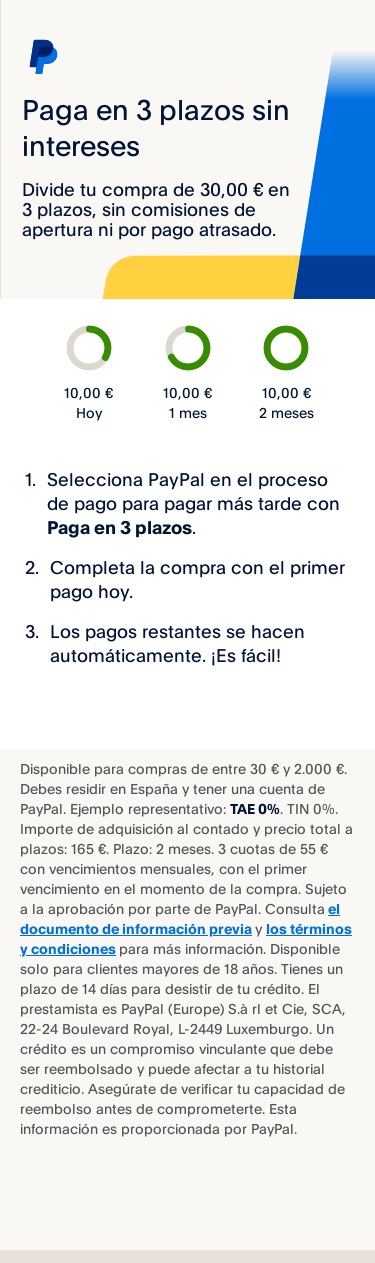 Paga en 3 plazos sin
intereses
Divide tu compra de 30,00 € en
3 plazos, sin comisiones de
apertura ni por pago atrasado.
10,00 € 10,00 € 10,00 €
Hoy 1 mes 2 meses
1. Selecciona PayPal en el proceso
de pago para pagar más tarde con
Paga en 3 plazos.
2. Completa la compra con el primer
pago hoy.
3. Los pagos restantes se hacen
automáticamente. ¡Es fácil!
Disponible para compras de entre 30 € y 2.000 €.
Debes residir en España y tener una cuenta de
PayPal. Ejemplo representativo: TAE 0%. TIN 0%.
Importe de adquisición al contado y precio total a
plazos: 165 €. Plazo: 2 meses. 3 cuotas de 55 €
con vencimientos mensuales, con el primer
vencimiento en el momento de la compra. Sujeto
a la aprobación por parte de PayPal. Consulta el
documento de información previa y los términos
y condiciones para más información. Disponible
solo para clientes mayores de 18 años. Tienes un
plazo de 14 días para desistir de tu crédito. El
prestamista es PayPal (Europe) S.à rl et Cie, SCA,
22-24 Boulevard Royal, L-2449 Luxemburgo. Un
crédito es un compromiso vinculante que debe
ser reembolsado y puede afectar a tu historial
crediticio. Asegúrate de verificar tu capacidad de
reembolso antes de comprometerte. Esta
información es proporcionada por PayPal.